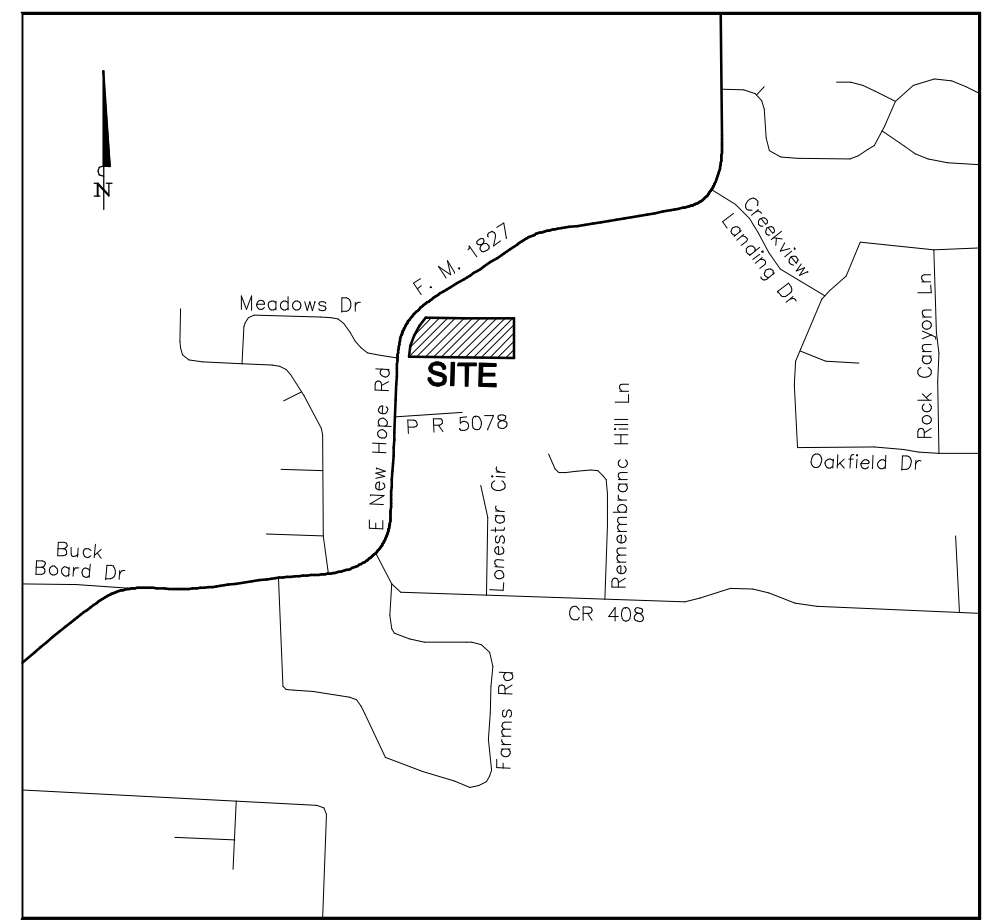 N
Creekview
Landing Dr
F. M. 1827
Meadows Dr
SITE
Rock Canyon Ln
E New Hope Rd
P R 5078
Remembranc Hill Ln
Oakfield Dr
Lonestar Cir
Buck
Board Dr
CR 408
Farms Rd